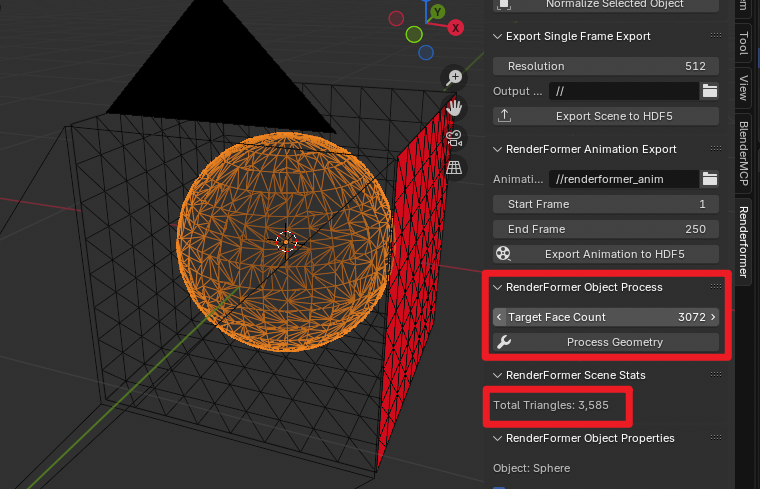 Y
X
Normalize Selected Object
Export Single Frame Export
Resolution 512
Output ... //
Export Scene to HDF5
RenderFormer Animation Export
Animati... //renderformer_anim
Start Frame 1
End Frame 250
Export Animation to HDF5
RenderFormer Object Process
Target Face Count 3072
Process Geometry
RenderFormer Scene Stats
Total Triangles: 3,585
RenderFormer Object Properties
Object: Sphere
Tool
View
BlenderMCP
Renderformer